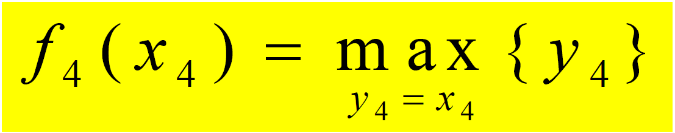 f₄(x₄) = max {y₄}
y₄ = x₄